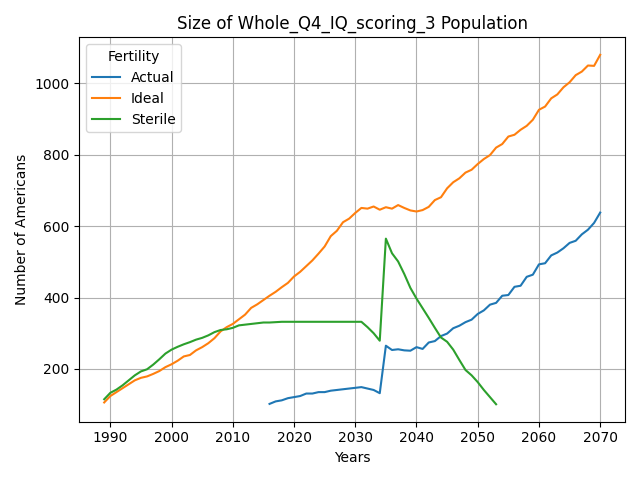 Size of Whole_Q4_IQ_scoring_3 Population
Fertility
Actual
Ideal
Sterile
Number of Americans
1000
800
600
400
200
1990 2000 2010 2020 2030 2040 2050 2060 2070
Years